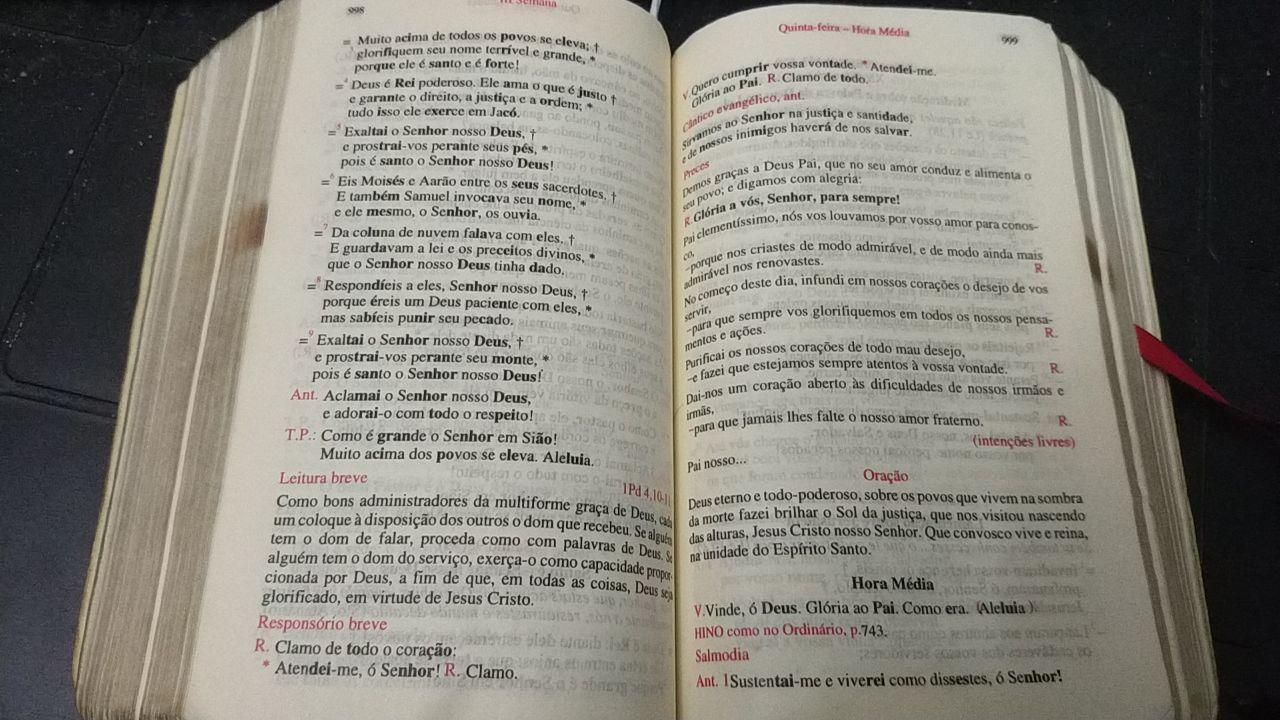 998
III Semana
= Muito acima de todos os povos se eleva; †
³ glorifiquem seu nome terrível e grande, *
porque ele é santo e é forte!
=⁴ Deus é Rei poderoso. Ele ama o que é justo †
e garante o direito, a justiça e a ordem; *
tudo isso ele exerce em Jacó.
=⁵ Exaltai o Senhor nosso Deus, †
e prostrai-vos perante seus pés, *
pois é santo o Senhor nosso Deus!
=⁶ Eis Moisés e Aarão entre os seus sacerdotes, †
E também Samuel invocava seu nome, *
e ele mesmo, o Senhor, os ouvia.
=⁷ Da coluna de nuvem falava com eles, †
E guardavam a lei e os preceitos divinos, *
que o Senhor nosso Deus tinha dado.
=⁸ Respondíeis a eles, Senhor nosso Deus, †
porque éreis um Deus paciente com eles, *
mas sabíeis punir seu pecado.
=⁹ Exaltai o Senhor nosso Deus, †
e prostrai-vos perante seu monte, *
pois é santo o Senhor nosso Deus!
Ant. Aclamai o Senhor nosso Deus,
e adorai-o com todo o respeito!
T.P.: Como é grande o Senhor em Sião!
Muito acima dos povos se eleva. Aleluia.
Leitura breve 1Pd 4,10-11
Como bons administradores da multiforme graça de Deus, cada
um coloque à disposição dos outros o dom que recebeu. Se alguém
tem o dom de falar, proceda como com palavras de Deus. Se
alguém tem o dom do serviço, exerça-o como capacidade propor-
cionada por Deus, a fim de que, em todas as coisas, Deus seja
glorificado, em virtude de Jesus Cristo.
Responsório breve
R. Clamo de todo o coração:
* Atendei-me, ó Senhor! R. Clamo.
Quinta-feira – Hora Média
999
V. Quero cumprir vossa vontade. * Atendei-me.
Glória ao Pai. R. Clamo de todo.
Cântico evangélico, ant.
Sirvamos ao Senhor na justiça e santidade,
e de nossos inimigos haverá de nos salvar.
Preces
Demos graças a Deus Pai, que no seu amor conduz e alimenta o
seu povo; e digamos com alegria:
R. Glória a vós, Senhor, para sempre!
Pai clementíssimo, nós vos louvamos por vosso amor para conos-
co,
–porque nos criastes de modo admirável, e de modo ainda mais
admirável nos renovastes. R.
No começo deste dia, infundi em nossos corações o desejo de vos
servir,
–para que sempre vos glorifiquemos em todos os nossos pensa-
mentos e ações. R.
Purificai os nossos corações de todo mau desejo,
–e fazei que estejamos sempre atentos à vossa vontade. R.
Dai-nos um coração aberto às dificuldades de nossos irmãos e
irmãs,
–para que jamais lhes falte o nosso amor fraterno. R.
(intenções livres)
Pai nosso...
Oração
Deus eterno e todo-poderoso, sobre os povos que vivem na sombra
da morte fazei brilhar o Sol da justiça, que nos visitou nascendo
das alturas, Jesus Cristo nosso Senhor. Que convosco vive e reina,
na unidade do Espírito Santo.
Hora Média
V. Vinde, ó Deus. Glória ao Pai. Como era. (Aleluia).
HINO como no Ordinário, p.743.
Salmodia
Ant. 1 Sustentai-me e viverei como dissestes, ó Senhor!